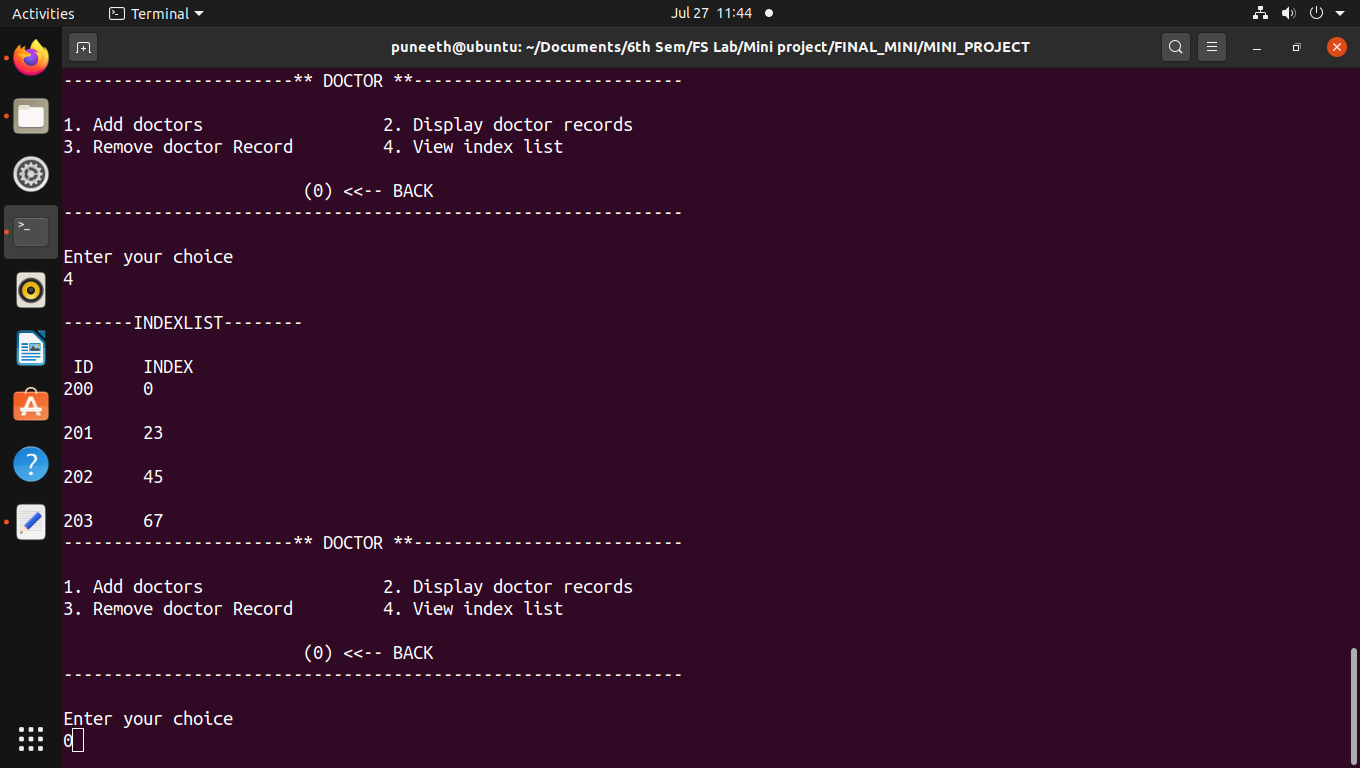 Activities Terminal Jul 27 11:44
puneeth@ubuntu: ~/Documents/6th Sem/FS Lab/Mini project/FINAL_MINI/MINI_PROJECT
-----------------------** DOCTOR **---------------------------
1. Add doctors 2. Display doctor records
3. Remove doctor Record 4. View index list
(0) <<-- BACK
--------------------------------------------------------------
Enter your choice
4
-------INDEXLIST--------
ID INDEX
200 0
201 23
202 45
203 67
-----------------------** DOCTOR **---------------------------
1. Add doctors 2. Display doctor records
3. Remove doctor Record 4. View index list
(0) <<-- BACK
--------------------------------------------------------------
Enter your choice
0